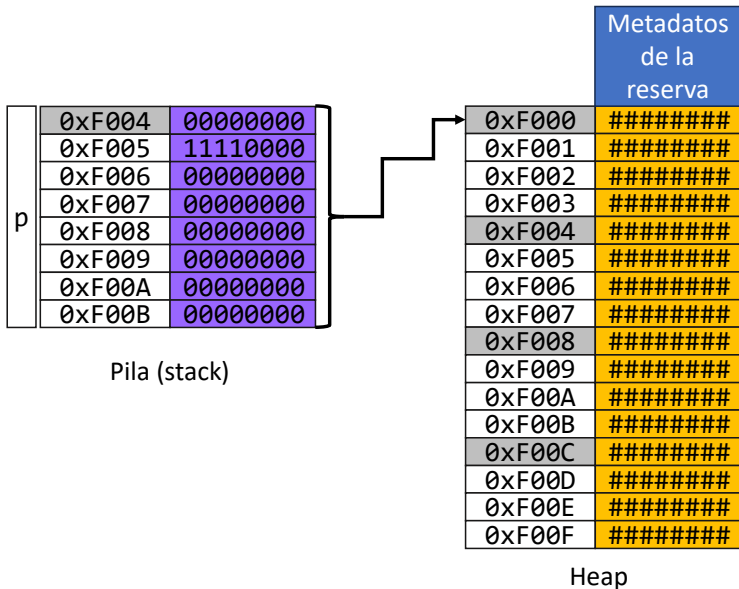 Metadatos
de la
reserva
p
0xF004 00000000
0xF005 11110000
0xF006 00000000
0xF007 00000000
0xF008 00000000
0xF009 00000000
0xF00A 00000000
0xF00B 00000000
Pila (stack)
0xF000 ########
0xF001 ########
0xF002 ########
0xF003 ########
0xF004 ########
0xF005 ########
0xF006 ########
0xF007 ########
0xF008 ########
0xF009 ########
0xF00A ########
0xF00B ########
0xF00C ########
0xF00D ########
0xF00E ########
0xF00F ########
Heap